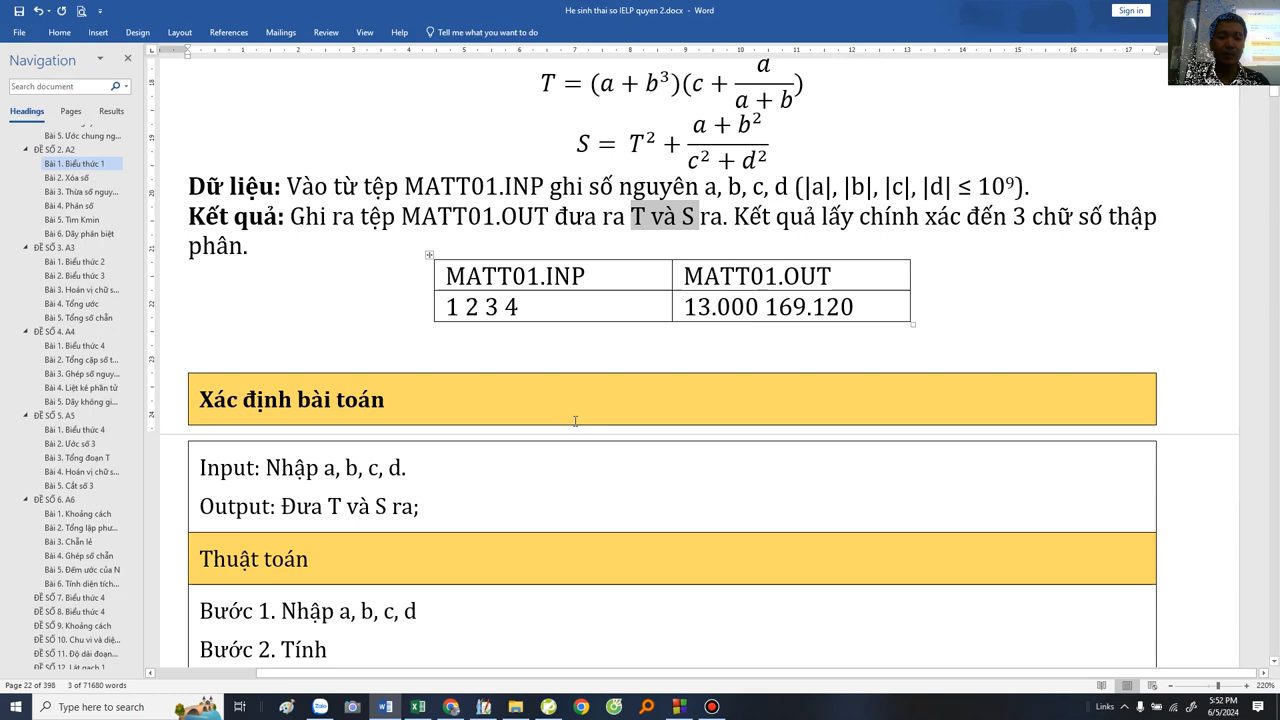 He sinh thai so IELP quyen 2.docx - Word
Sign in
File Home Insert Design Layout References Mailings Review View Help Tell me what you want to do
Navigation
Search document
Headings Pages Results
Bài 5. Ước chung ng...
ĐỀ SỐ 2. A2
Bài 1. Biểu thức 1
Bài 2. Xóa số
Bài 3. Thừa số nguy...
Bài 4. Phân số
Bài 5. Tim Kmin
Bài 6. Dãy phân biệt
ĐỀ SỐ 3. A3
Bài 1. Biểu thức 2
Bài 2. Biểu thức 3
Bài 3. Hoán vị chữ s...
Bài 4. Tổng ước
Bài 5. Tổng số chẵn
ĐỀ SỐ 4. A4
Bài 1. Biểu thức 4
Bài 2. Tổng cặp số t...
Bài 3. Ghép số nguy...
Bài 4. Liệt kê phần tử
Bài 5. Dãy không gi...
ĐỀ SỐ 5. A5
Bài 1. Biểu thức 4
Bài 2. Ước số 3
Bài 3. Tổng đoạn T
Bài 4. Hoán vị chữ s...
Bài 5. Cắt số 3
ĐỀ SỐ 6. A6
Bài 1. Khoảng cách
Bài 2. Tổng lập phư...
Bài 3. Chẵn lẻ
Bài 4. Ghép số chẵn
Bài 5. Đếm ước của N
Bài 6. Tính diện tích...
ĐỀ SỐ 7. Biểu thức 4
ĐỀ SỐ 8. Biểu thức 4
ĐỀ SỐ 9. Khoảng cách
ĐỀ SỐ 10. Chu vi và diệ...
ĐỀ SỐ 11. Độ dài đoạn...
ĐỀ SỐ 12. Lát gạch 1
T = (a + b³)(c + a/(a + b))
S = T² + (a + b²)/(c² + d²)
Dữ liệu: Vào từ tệp MATT01.INP ghi số nguyên a, b, c, d (|a|, |b|, |c|, |d| ≤ 10⁹).
Kết quả: Ghi ra tệp MATT01.OUT đưa ra T và S ra. Kết quả lấy chính xác đến 3 chữ số thập
phân.
MATT01.INP MATT01.OUT
1 2 3 4 13.000 169.120
Xác định bài toán
Input: Nhập a, b, c, d.
Output: Đưa T và S ra;
Thuật toán
Bước 1. Nhập a, b, c, d
Bước 2. Tính
Page 22 of 398 3 of 71680 words
220%
Type here to search
Links
5:52 PM
6/5/2024